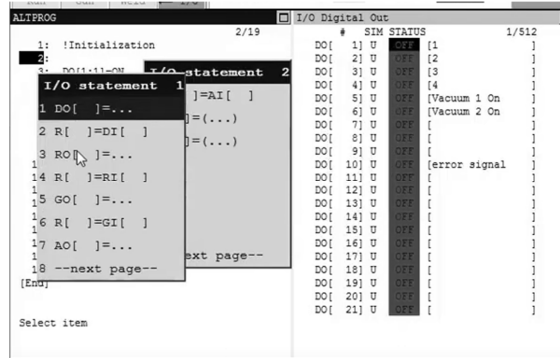 ALTPROG
2/19
1: !Initialization
2:
3: DO[1:1]=ON
I/O statement 2
]=AI[ ]
]=(...)
]=(...)
ext page--
I/O statement 1
1 DO[ ]=...
2 R[ ]=DI[ ]
3 RO[ ]=...
4 R[ ]=RI[ ]
5 GO[ ]=...
6 R[ ]=GI[ ]
7 AO[ ]=...
8 --next page--
[End]
Select item
I/O Digital Out
# SIM STATUS 1/512
DO[ 1] U OFF [1 ]
DO[ 2] U OFF [2 ]
DO[ 3] U OFF [3 ]
DO[ 4] U OFF [4 ]
DO[ 5] U OFF [Vacuum 1 On ]
DO[ 6] U OFF [Vacuum 2 On ]
DO[ 7] U OFF [ ]
DO[ 8] U OFF [ ]
DO[ 9] U OFF [ ]
DO[ 10] U OFF [error signal ]
DO[ 11] U OFF [ ]
DO[ 12] U OFF [ ]
DO[ 13] U OFF [ ]
DO[ 14] U OFF [ ]
DO[ 15] U OFF [ ]
DO[ 16] U OFF [ ]
DO[ 17] U OFF [ ]
DO[ 18] U OFF [ ]
DO[ 19] U OFF [ ]
DO[ 20] U OFF [ ]
DO[ 21] U OFF [ ]